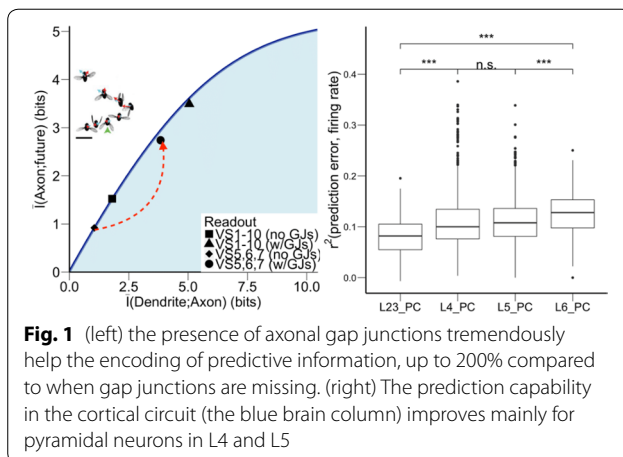 5
4
3
2
1
0
Ī(Axon;future) (bits)
0.0 2.5 5.0 7.5 10.0
Ī(Dendrite;Axon) (bits)
Readout
VS1-10 (no GJs)
VS1-10 (w/GJs)
VS5,6,7 (no GJs)
VS5,6,7 (w/GJs)
***
*** n.s. ***
0.4
0.3
0.2
0.1
0.0
r²(prediction error, firing rate)
L23_PC L4_PC L5_PC L6_PC
Fig. 1 (left) the presence of axonal gap junctions tremendously
help the encoding of predictive information, up to 200% compared
to when gap junctions are missing. (right) The prediction capability
in the cortical circuit (the blue brain column) improves mainly for
pyramidal neurons in L4 and L5